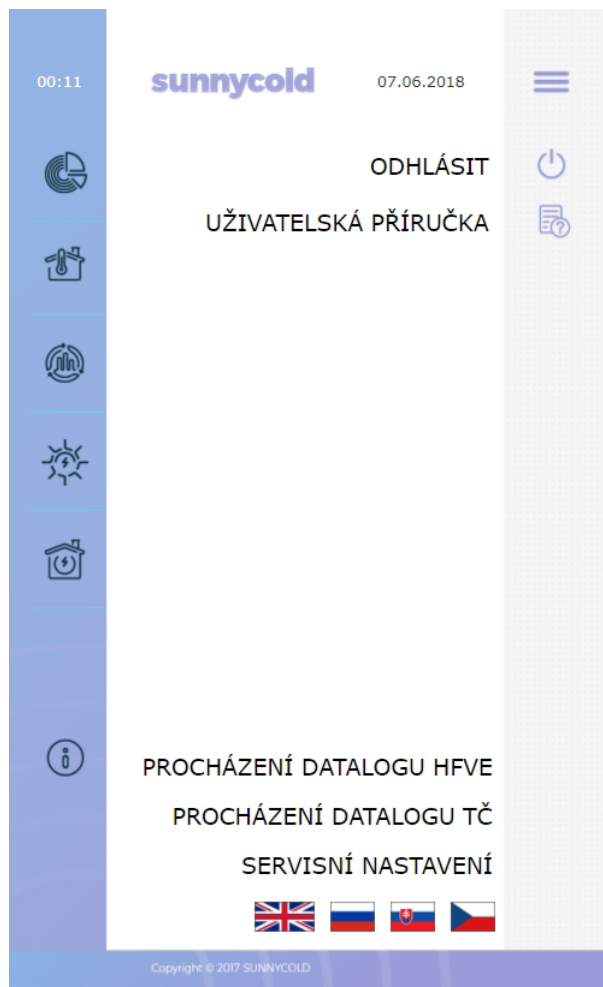 00:11 sunnycold 07.06.2018
ODHLÁSIT
UŽIVATELSKÁ PŘÍRUČKA
PROCHÁZENÍ DATALOGU HFVE
PROCHÁZENÍ DATALOGU TČ
SERVISNÍ NASTAVENÍ
Copyright © 2017 SUNNYCOLD